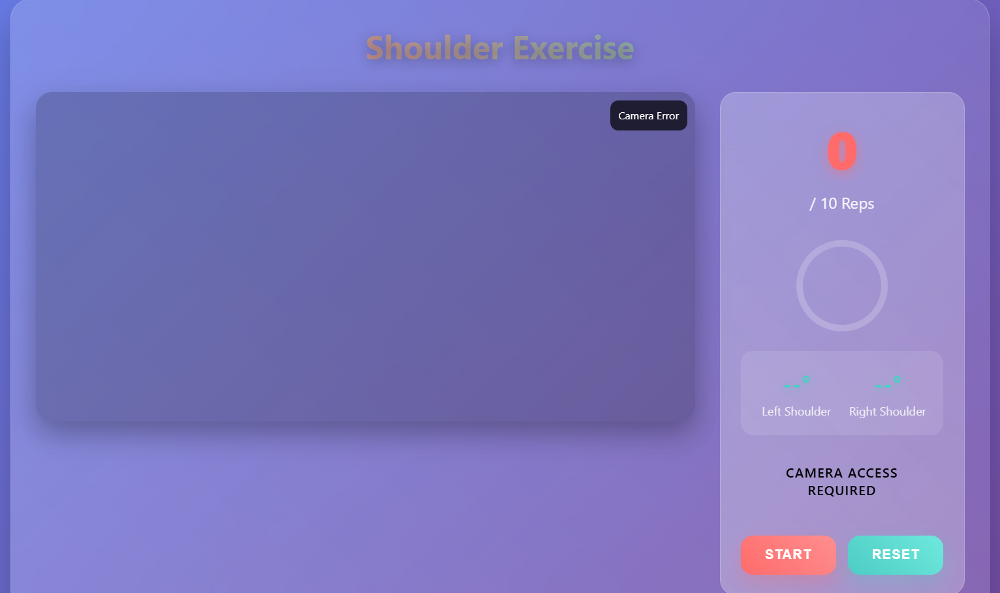 Shoulder Exercise
Camera Error
0
/ 10 Reps
--°
--°
Left Shoulder
Right Shoulder
CAMERA ACCESS
REQUIRED
START
RESET